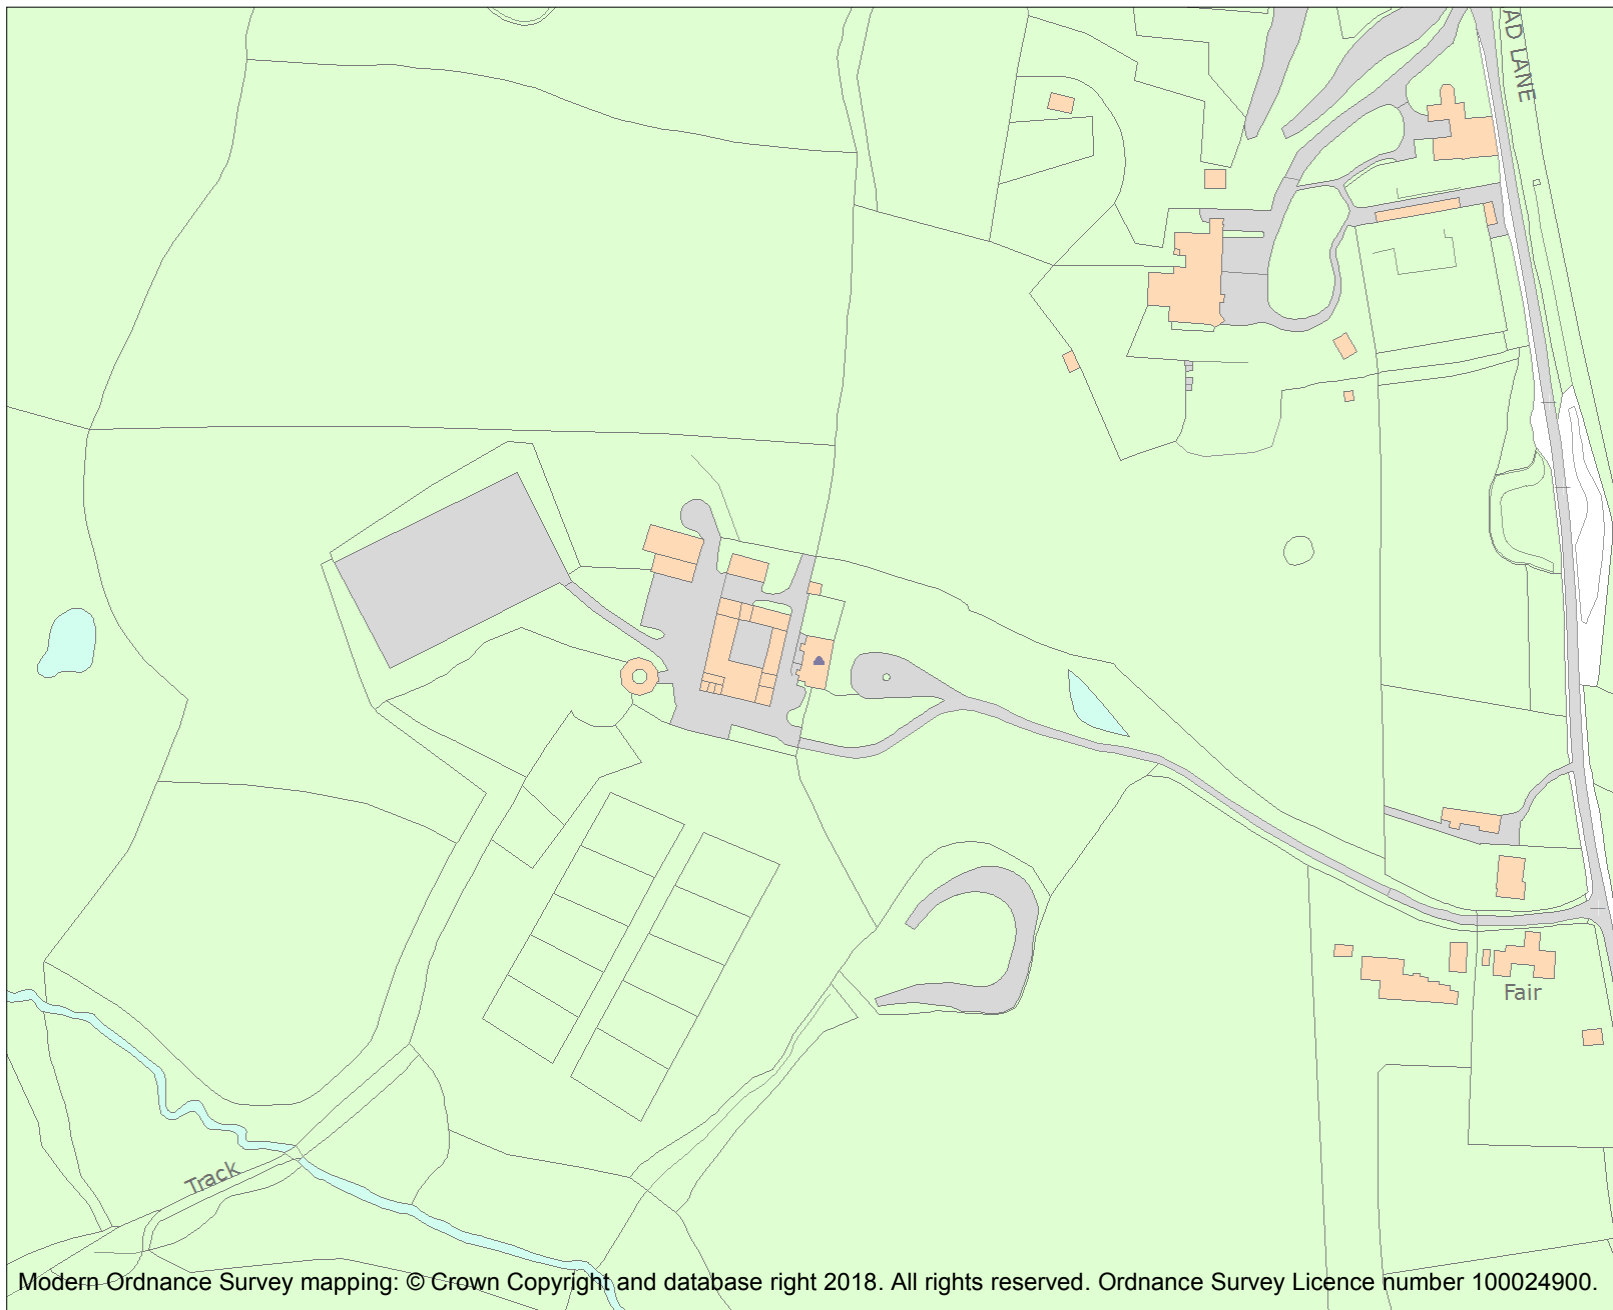 AD LANE
Fair
Track
Modern Ordnance Survey mapping: © Crown Copyright and database right 2018. All rights reserved. Ordnance Survey Licence number 100024900.